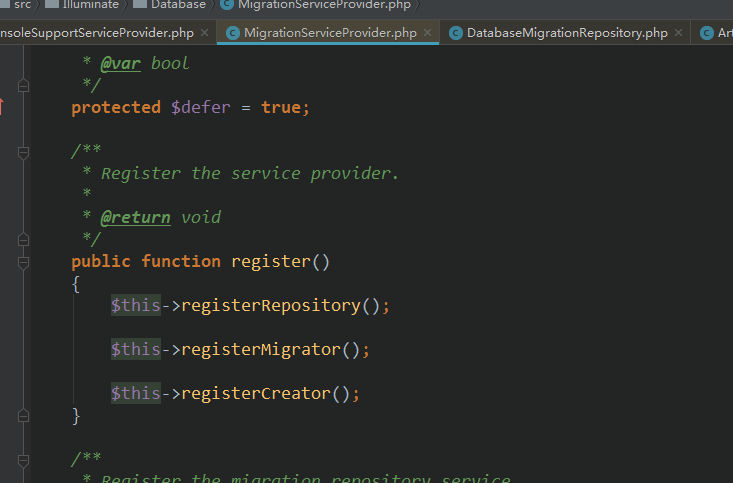 src Illuminate Database MigrationServiceProvider.php
nsoleSupportServiceProvider.php × MigrationServiceProvider.php × DatabaseMigrationRepository.php × Art
* @var bool
*/
protected $defer = true;
/**
* Register the service provider.
*
* @return void
*/
public function register()
{
$this->registerRepository();
$this->registerMigrator();
$this->registerCreator();
}
/**
* Register the migration repository service